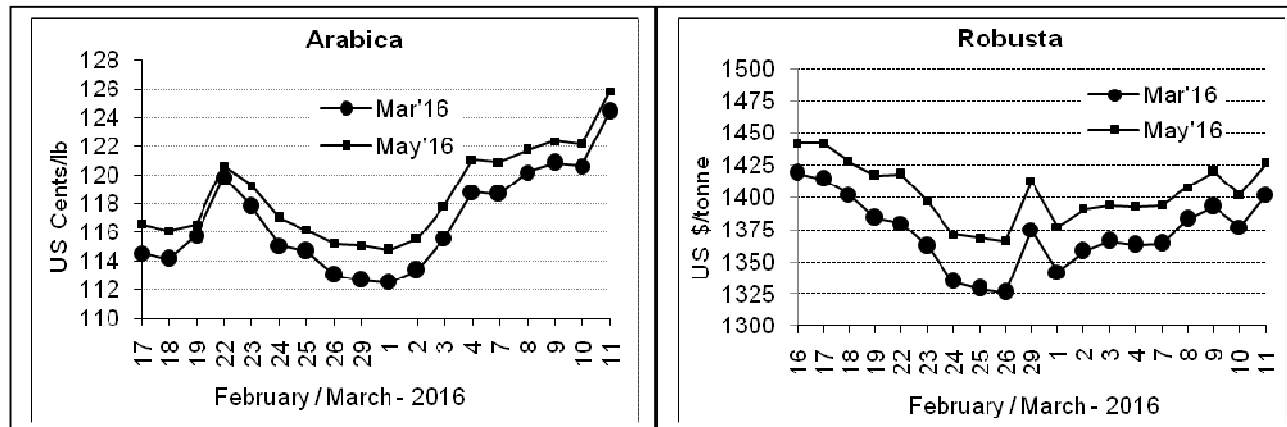 Arabica
128
126
124
122
120
118
116
114
112
110
US Cents/lb
Mar'16
May'16
17 18 19 22 23 24 25 26 29 1 2 3 4 7 8 9 10 11
February / March - 2016
Robusta
1500
1475
1450
1425
1400
1375
1350
1325
1300
US $/tonne
Mar'16
May'16
16 17 18 19 22 23 24 25 26 29 1 2 3 4 7 8 9 10 11
February / March - 2016